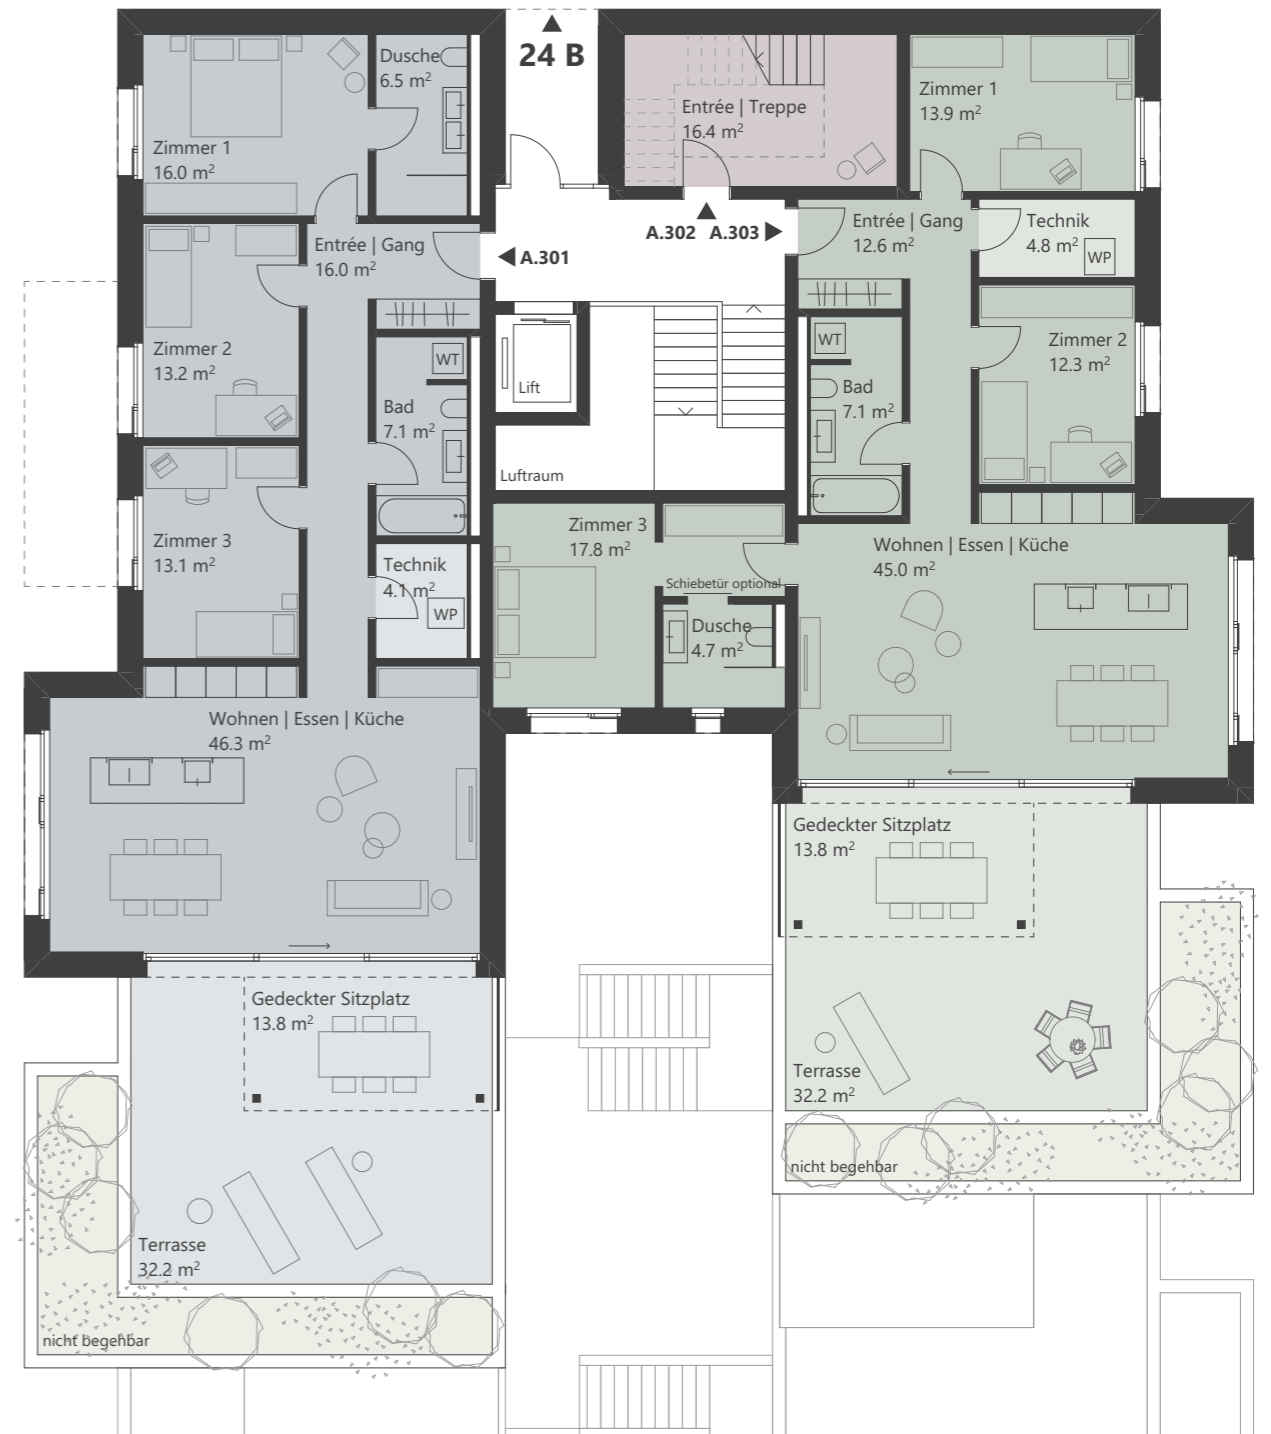 24 B
Dusche
6.5 m²
Zimmer 1
16.0 m²
Entrée | Treppe
16.4 m²
Zimmer 1
13.9 m²
Entrée | Gang
16.0 m²
A.301
A.302
A.303
Entrée | Gang
12.6 m²
Technik
4.8 m²
WP
Zimmer 2
13.2 m²
WT
Bad
7.1 m²
Lift
Luftraum
WT
Bad
7.1 m²
Zimmer 2
12.3 m²
Zimmer 3
13.1 m²
Technik
4.1 m²
WP
Zimmer 3
17.8 m²
Schiebetür optional
Dusche
4.7 m²
Wohnen | Essen | Küche
45.0 m²
Wohnen | Essen | Küche
46.3 m²
Gedeckter Sitzplatz
13.8 m²
Gedeckter Sitzplatz
13.8 m²
Terrasse
32.2 m²
nicht begehbar
Terrasse
32.2 m²
nicht begehbar